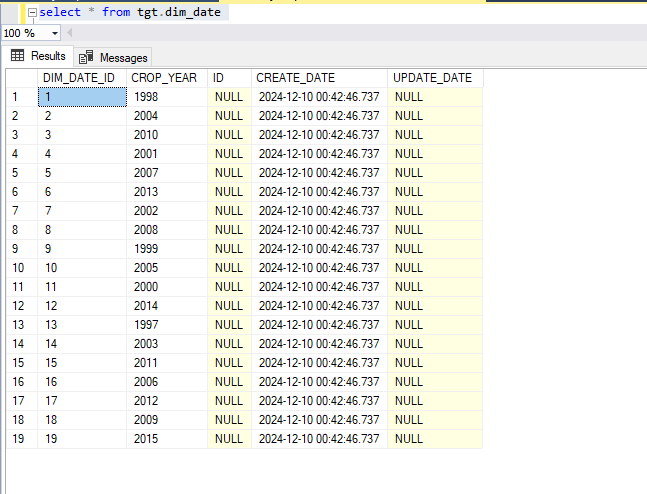 select * from tgt.dim_date
100 %
Results Messages
DIM_DATE_ID CROP_YEAR ID CREATE_DATE UPDATE_DATE
1 1 1998 NULL 2024-12-10 00:42:46.737 NULL
2 2 2004 NULL 2024-12-10 00:42:46.737 NULL
3 3 2010 NULL 2024-12-10 00:42:46.737 NULL
4 4 2001 NULL 2024-12-10 00:42:46.737 NULL
5 5 2007 NULL 2024-12-10 00:42:46.737 NULL
6 6 2013 NULL 2024-12-10 00:42:46.737 NULL
7 7 2002 NULL 2024-12-10 00:42:46.737 NULL
8 8 2008 NULL 2024-12-10 00:42:46.737 NULL
9 9 1999 NULL 2024-12-10 00:42:46.737 NULL
10 10 2005 NULL 2024-12-10 00:42:46.737 NULL
11 11 2000 NULL 2024-12-10 00:42:46.737 NULL
12 12 2014 NULL 2024-12-10 00:42:46.737 NULL
13 13 1997 NULL 2024-12-10 00:42:46.737 NULL
14 14 2003 NULL 2024-12-10 00:42:46.737 NULL
15 15 2011 NULL 2024-12-10 00:42:46.737 NULL
16 16 2006 NULL 2024-12-10 00:42:46.737 NULL
17 17 2012 NULL 2024-12-10 00:42:46.737 NULL
18 18 2009 NULL 2024-12-10 00:42:46.737 NULL
19 19 2015 NULL 2024-12-10 00:42:46.737 NULL